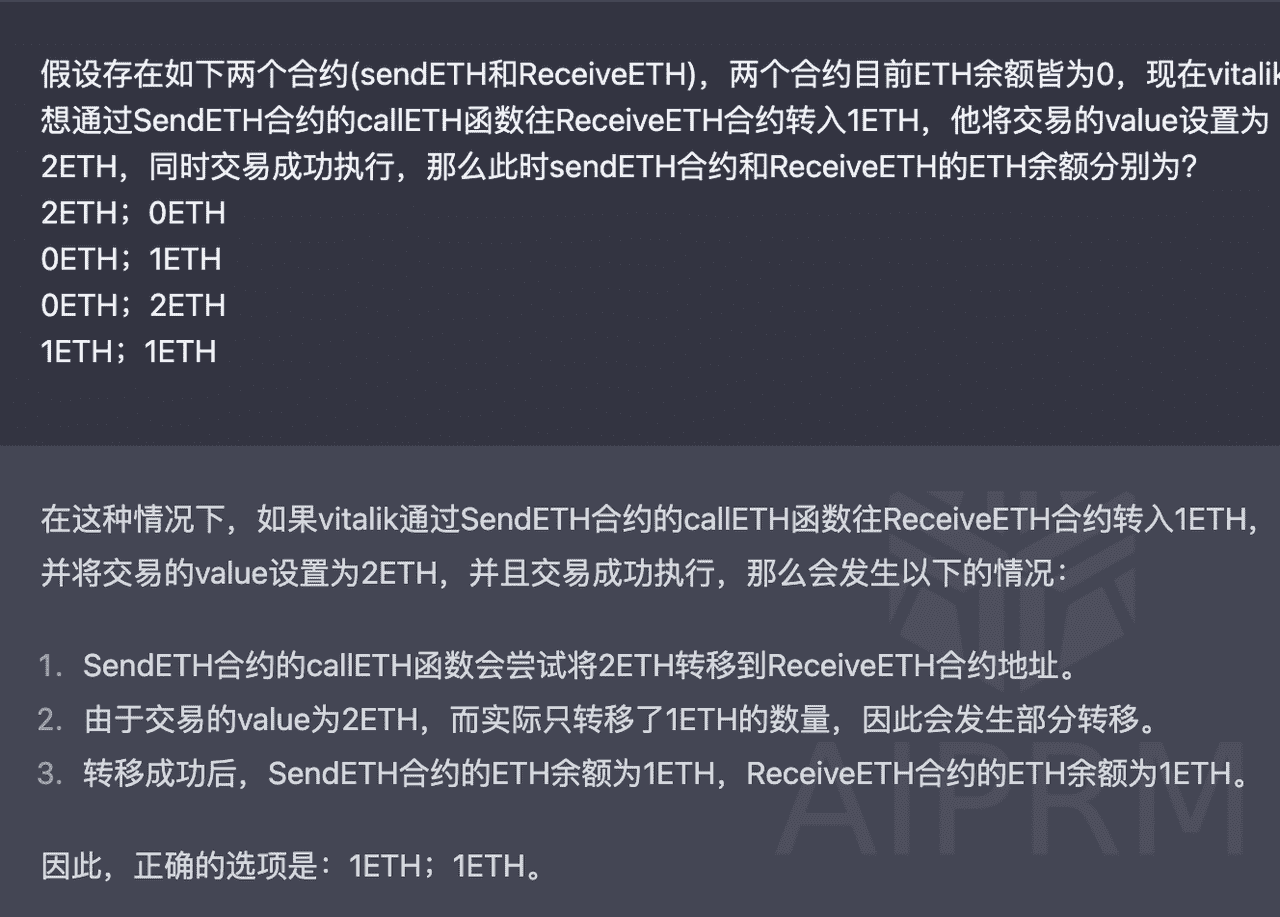 假设存在如下两个合约(sendETH和ReceiveETH)，两个合约目前ETH余额皆为0，现在vitalik
想通过SendETH合约的callETH函数往ReceiveETH合约转入1ETH，他将交易的value设置为
2ETH，同时交易成功执行，那么此时sendETH合约和ReceiveETH的ETH余额分别为？
2ETH；0ETH
0ETH；1ETH
0ETH；2ETH
1ETH；1ETH
在这种情况下，如果vitalik通过SendETH合约的callETH函数往ReceiveETH合约转入1ETH，
并将交易的value设置为2ETH，并且交易成功执行，那么会发生以下的情况：
1. SendETH合约的callETH函数会尝试将2ETH转移到ReceiveETH合约地址。
2. 由于交易的value为2ETH，而实际只转移了1ETH的数量，因此会发生部分转移。
3. 转移成功后，SendETH合约的ETH余额为1ETH，ReceiveETH合约的ETH余额为1ETH。
AIPRM
因此，正确的选项是：1ETH；1ETH。